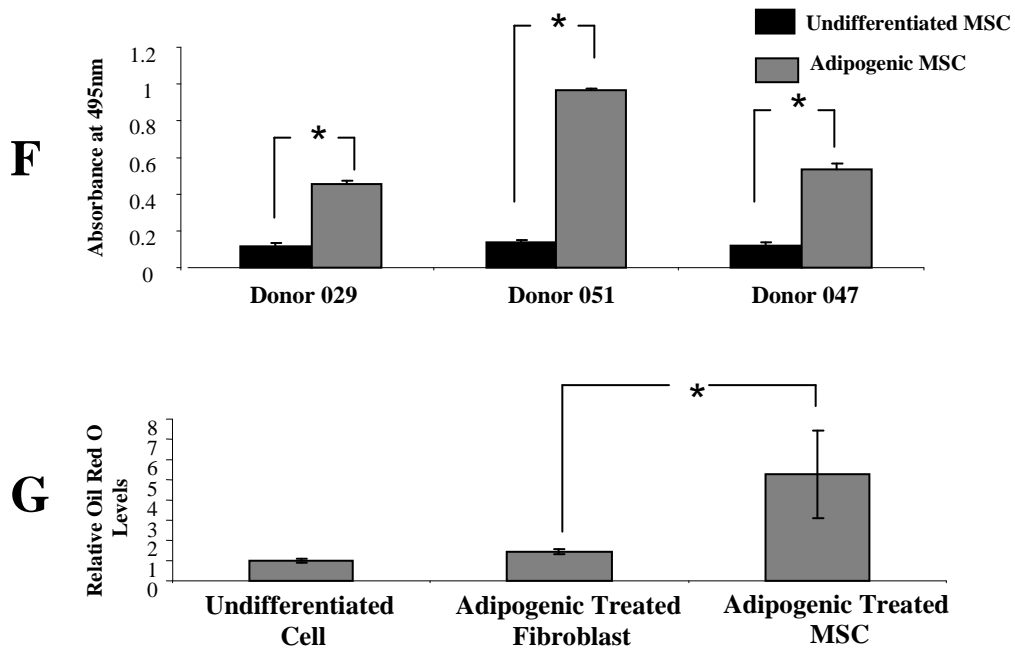 Undifferentiated MSC
Adipogenic MSC
F
Absorbance at 495nm
1.2
1
0.8
0.6
0.4
0.2
0
*
*
*
Donor 029
Donor 051
Donor 047
G
Relative Oil Red O
Levels
8
7
6
5
4
3
2
1
0
*
Undifferentiated
Cell
Adipogenic Treated
Fibroblast
Adipogenic Treated
MSC